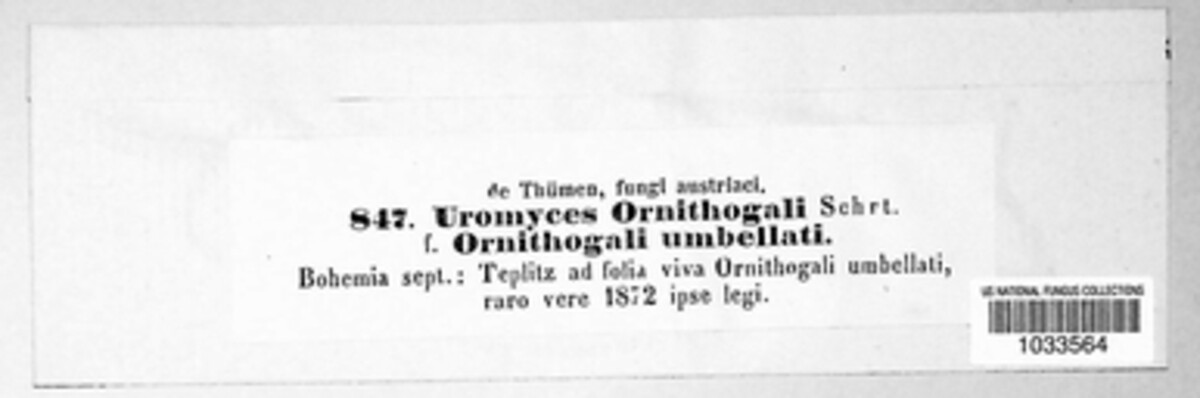 de Thümen, fungi austriaci.
847. Uromyces Ornithogali Schrt.
f. Ornithogali umbellati.
Bohemia sept.: Teplitz ad folia viva Ornithogali umbellati,
raro vere 1872 ipse legi.
US NATIONAL FUNGUS COLLECTIONS
1033564